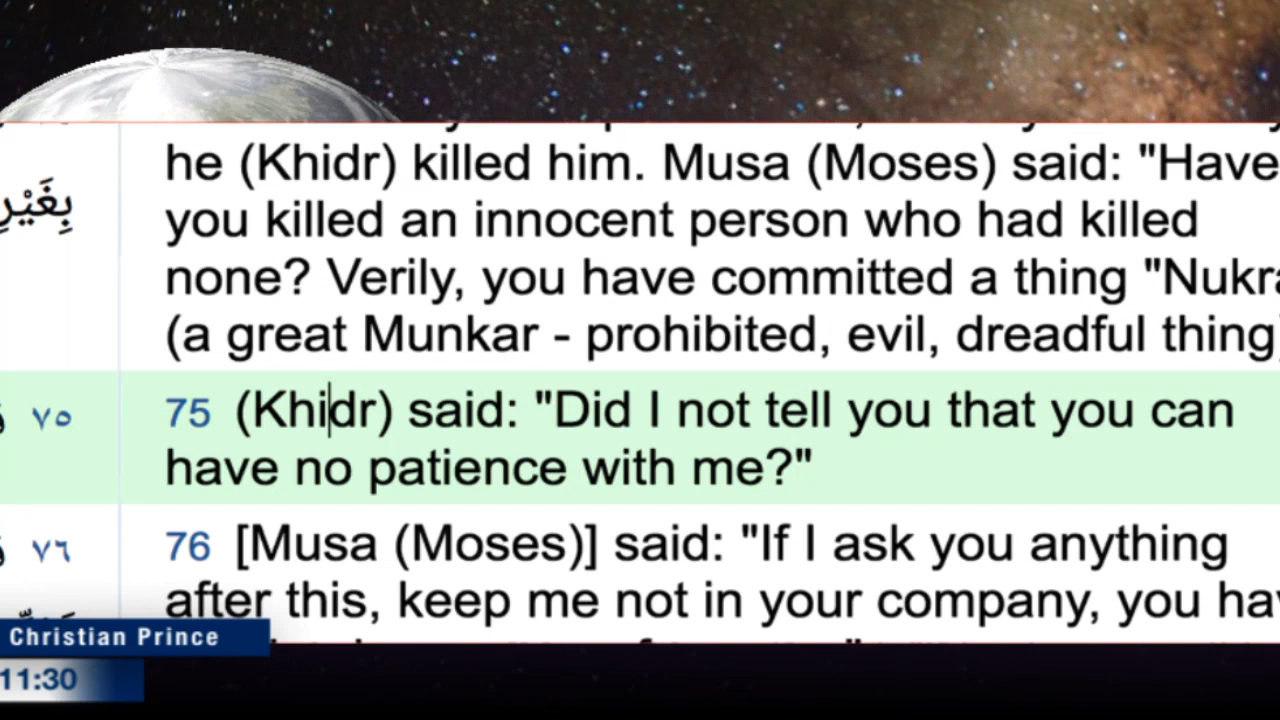 he (Khidr) killed him. Musa (Moses) said: "Have
بِغَيْرِ
you killed an innocent person who had killed
none? Verily, you have committed a thing "Nukra
(a great Munkar - prohibited, evil, dreadful thing)
٧٥ 75 (Khidr) said: "Did I not tell you that you can
have no patience with me?"
٧٦ 76 [Musa (Moses)] said: "If I ask you anything
after this, keep me not in your company, you hav
Christian Prince
11:30